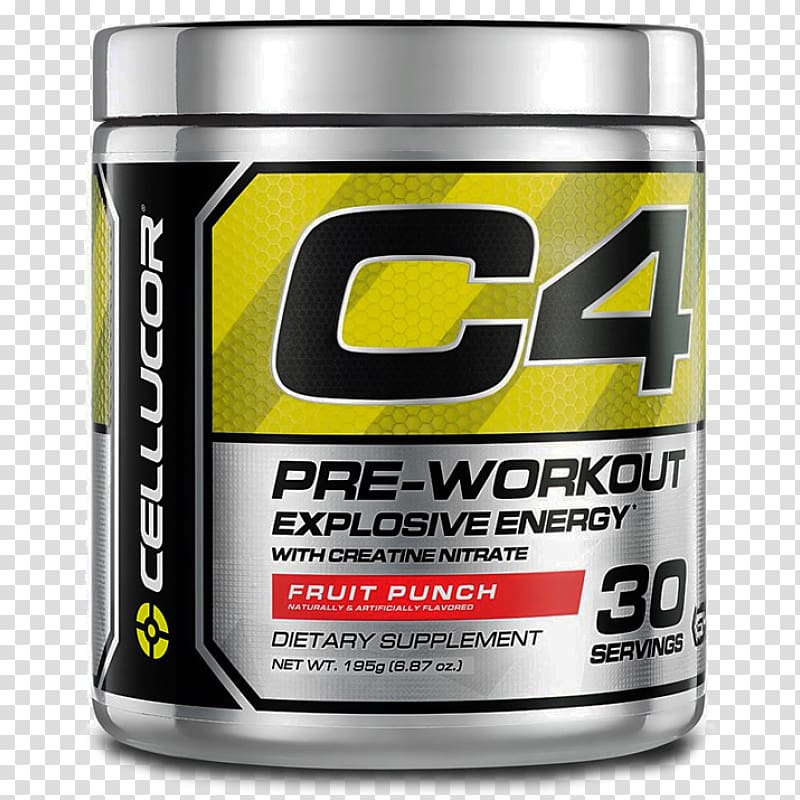 CELLUCOR®
C4
PRE-WORKOUT
EXPLOSIVE ENERGY*
WITH CREATINE NITRATE
FRUIT PUNCH
NATURALLY & ARTIFICIALLY FLAVORED
30
SERVINGS
DIETARY SUPPLEMENT
NET WT. 195g (6.87 oz.)